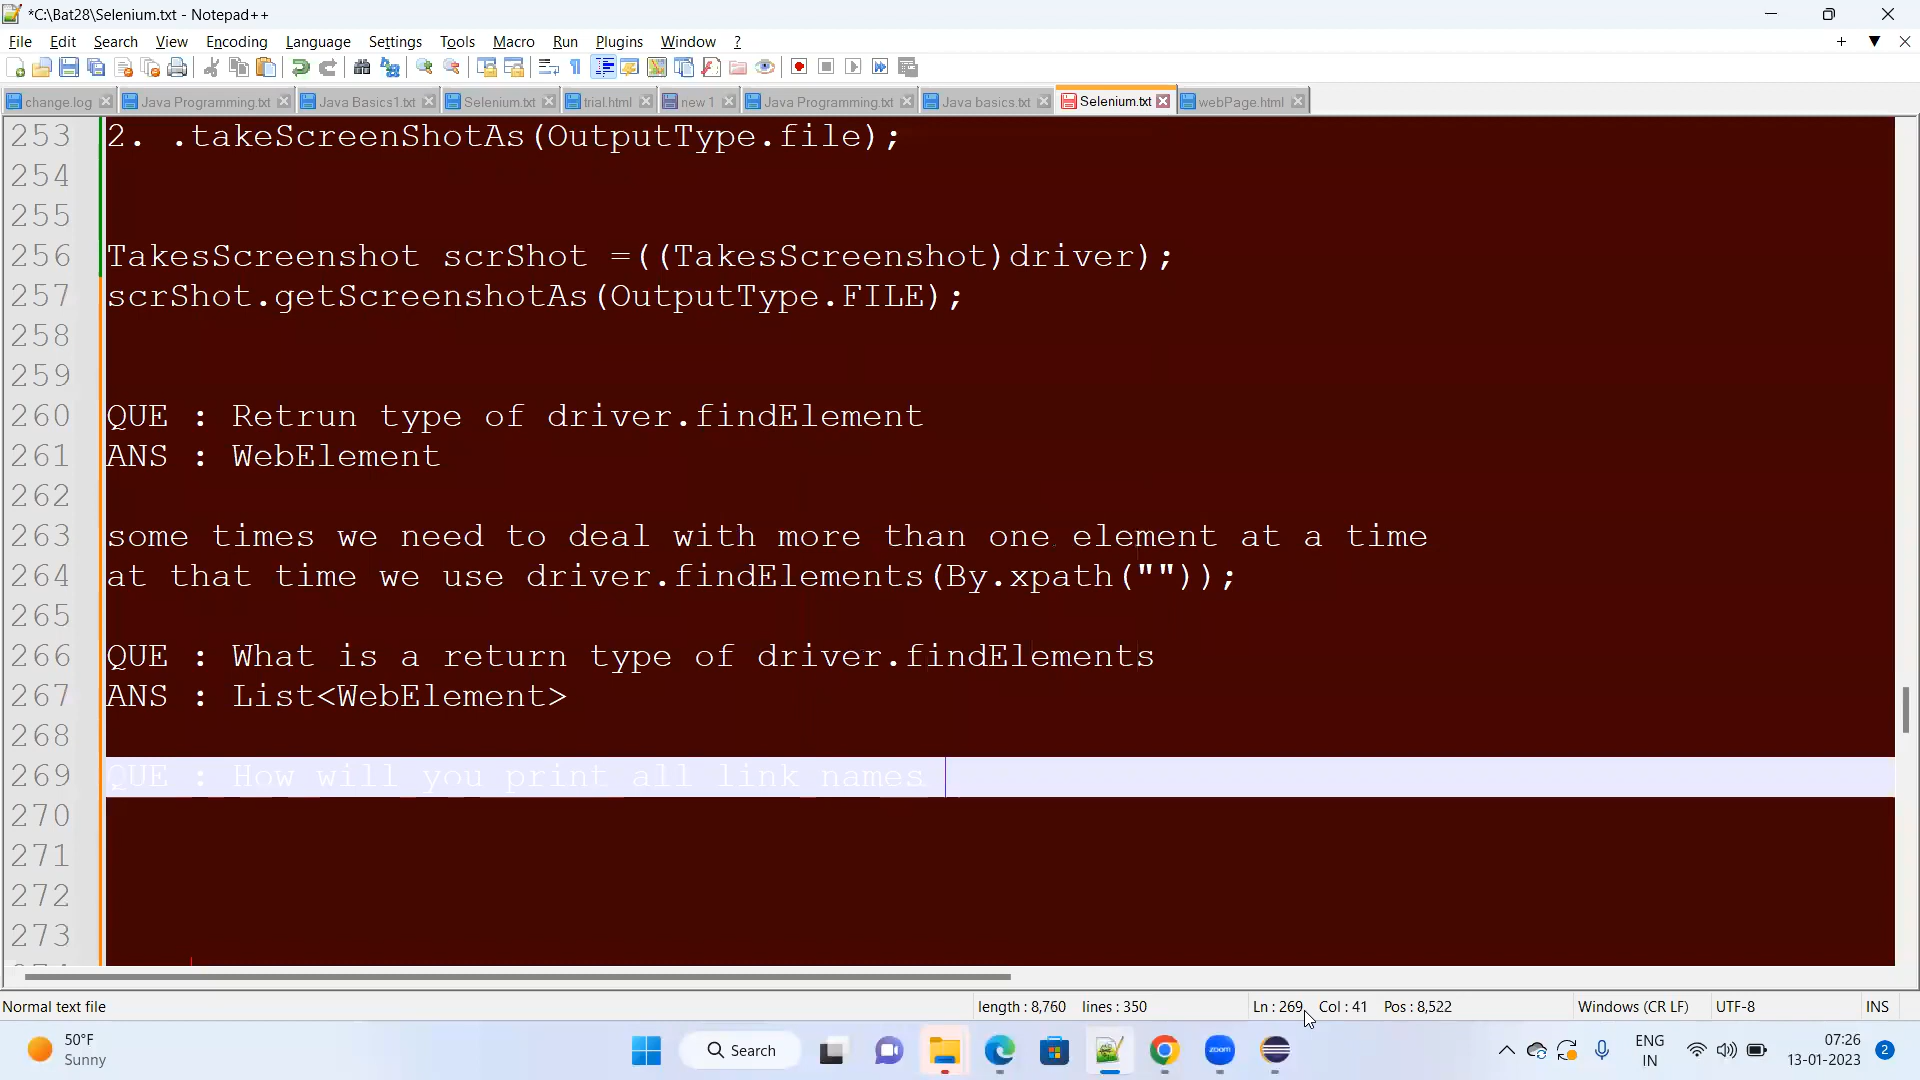 *C:\Bat28\Selenium.txt - Notepad++
File Edit Search View Encoding Language Settings Tools Macro Run Plugins Window ?
change.log Java Programming.txt Java Basics1.txt Selenium.txt trial.html new 1 Java Programming.txt Java basics.txt Selenium.txt webPage.html
253 2. .takeScreenShotAs(OutputType.file);
254
255
256 TakesScreenshot scrShot =((TakesScreenshot)driver);
257 scrShot.getScreenshotAs(OutputType.FILE);
258
259
260 QUE : Retrun type of driver.findElement
261 ANS : WebElement
262
263 some times we need to deal with more than one element at a time
264 at that time we use driver.findElements(By.xpath(""));
265
266 QUE : What is a return type of driver.findElements
267 ANS : List<WebElement>
268
269 QUE : How will you print all link names
270
271
272
273
Normal text file length : 8,760 lines : 350 Ln : 269 Col : 41 Pos : 8,522 Windows (CR LF) UTF-8 INS
50°F
Sunny
Search
zoom
ENG
IN
07:26
13-01-2023
2